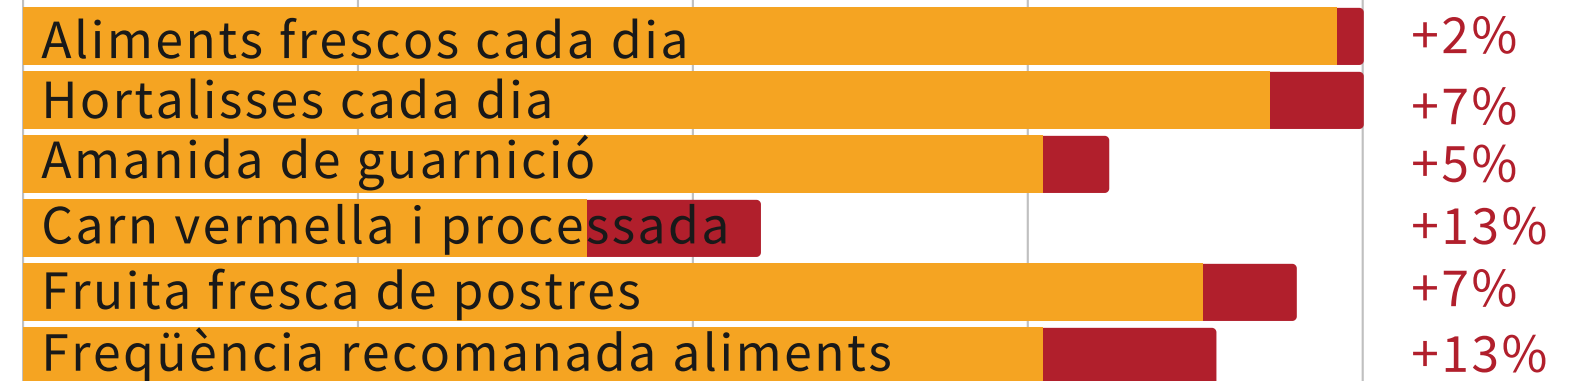 Aliments frescos cada dia +2%
Hortalisses cada dia +7%
Amanida de guarnició +5%
Carn vermella i processada +13%
Fruita fresca de postres +7%
Freqüència recomanada aliments +13%